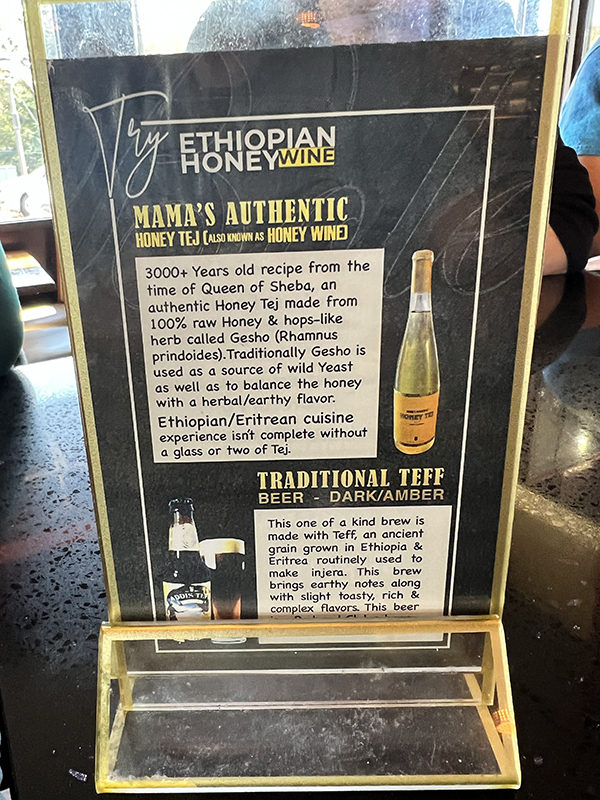 Try ETHIOPIAN
HONEY WINE
MAMA'S AUTHENTIC
HONEY TEJ (ALSO KNOWN AS HONEY WINE)
3000+ Years old recipe from the
time of Queen of Sheba, an
authentic Honey Tej made from
100% raw Honey & hops-like
herb called Gesho (Rhamnus
prindoides).Traditionally Gesho is
used as a source of wild Yeast
as well as to balance the honey
with a herbal/earthy flavor.
Ethiopian/Eritrean cuisine
experience isn't complete without
a glass or two of Tej.
HONEY TEJ
TRADITIONAL TEFF
BEER - DARK/AMBER
This one of a kind brew is
made with Teff, an ancient
grain grown in Ethiopia &
Eritrea routinely used to
make injera. This brew
brings earthy notes along
with slight toasty, rich &
complex flavors. This beer